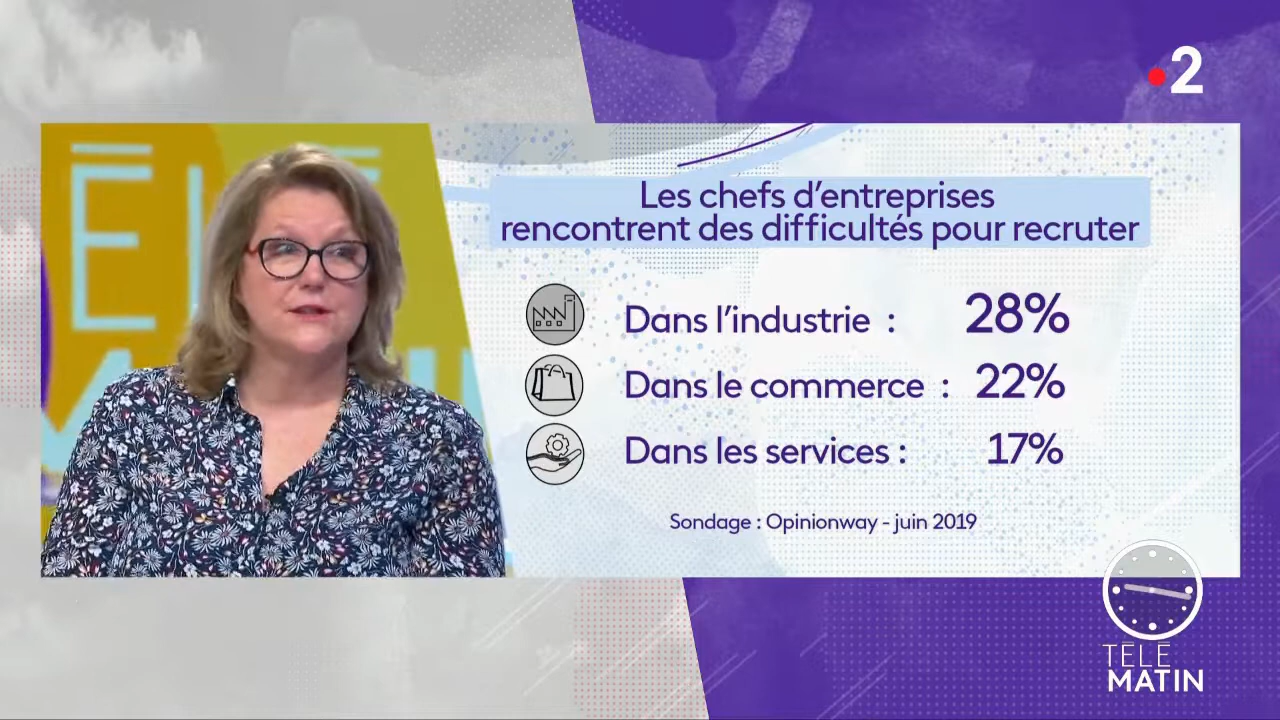 2
Les chefs d'entreprises
rencontrent des difficultés pour recruter
Dans l'industrie : 28%
Dans le commerce : 22%
Dans les services : 17%
Sondage : Opinionway - juin 2019
TÉLÉ
MATIN